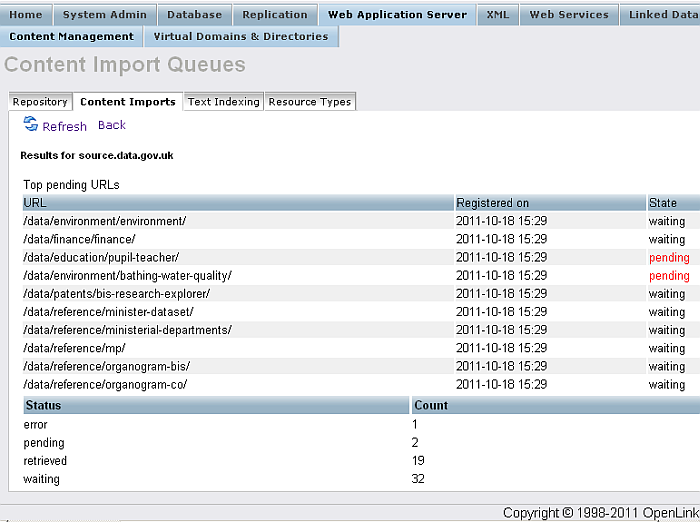 Home System Admin Database Replication Web Application Server XML Web Services Linked Data
Content Management Virtual Domains & Directories
Content Import Queues
Repository Content Imports Text Indexing Resource Types
Refresh Back
Results for source.data.gov.uk
Top pending URLs
URL Registered on State
/data/environment/environment/ 2011-10-18 15:29 waiting
/data/finance/finance/ 2011-10-18 15:29 waiting
/data/education/pupil-teacher/ 2011-10-18 15:29 pending
/data/environment/bathing-water-quality/ 2011-10-18 15:29 pending
/data/patents/bis-research-explorer/ 2011-10-18 15:29 waiting
/data/reference/minister-dataset/ 2011-10-18 15:29 waiting
/data/reference/ministerial-departments/ 2011-10-18 15:29 waiting
/data/reference/mp/ 2011-10-18 15:29 waiting
/data/reference/organogram-bis/ 2011-10-18 15:29 waiting
/data/reference/organogram-co/ 2011-10-18 15:29 waiting
Status Count
error 1
pending 2
retrieved 19
waiting 32
Copyright © 1998-2011 OpenLink